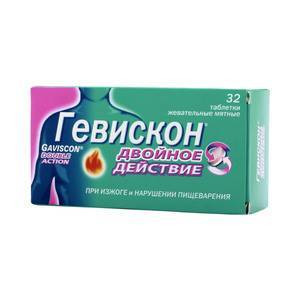 32
таблетки
жевательные мятные
Гевискон®
GAVISCON®
DOUBLE
ACTION
ДВОЙНОЕ
ДЕЙСТВИЕ
ПРИ ИЗЖОГЕ И НАРУШЕНИИ ПИЩЕВАРЕНИЯ